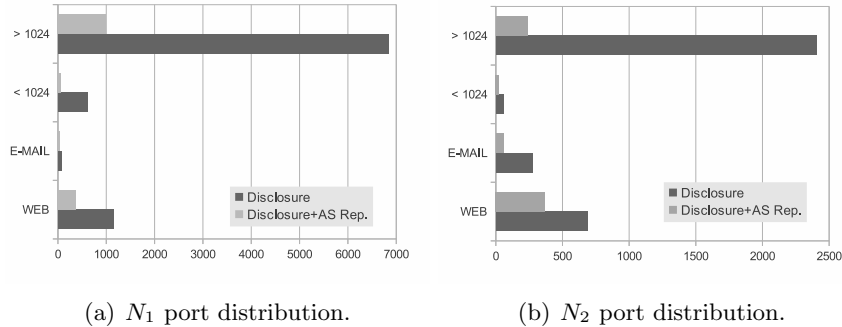 > 1024
< 1024
E-MAIL
WEB
Disclosure
Disclosure+AS Rep.
0 1000 2000 3000 4000 5000 6000 7000
(a) N1 port distribution.
> 1024
< 1024
E-MAIL
WEB
Disclosure
Disclosure+AS Rep.
0 500 1000 1500 2000 2500
(b) N2 port distribution.